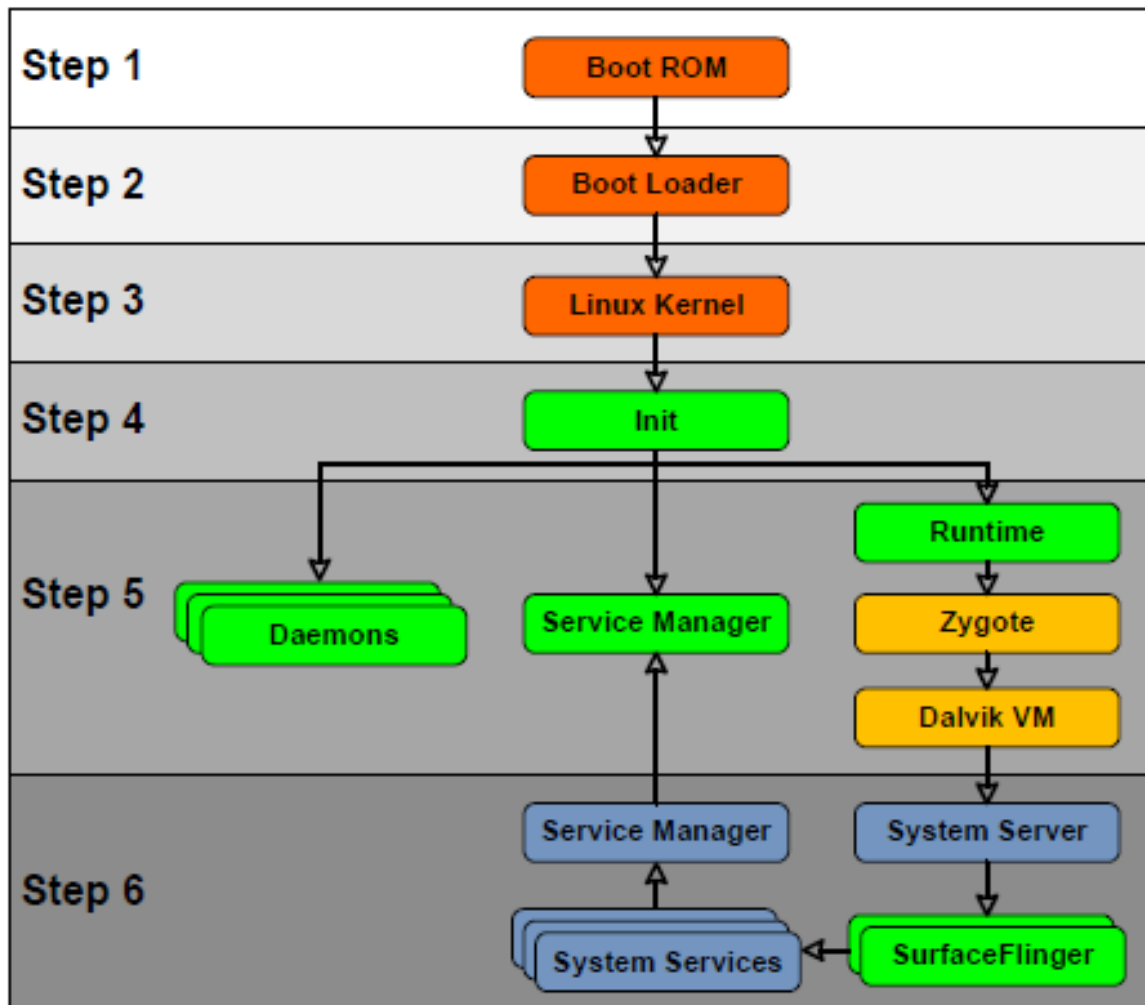 Step 1
Boot ROM
Step 2
Boot Loader
Step 3
Linux Kernel
Step 4
Init
Step 5
Runtime
Daemons
Service Manager
Zygote
Dalvik VM
Step 6
Service Manager
System Server
System Services
SurfaceFlinger